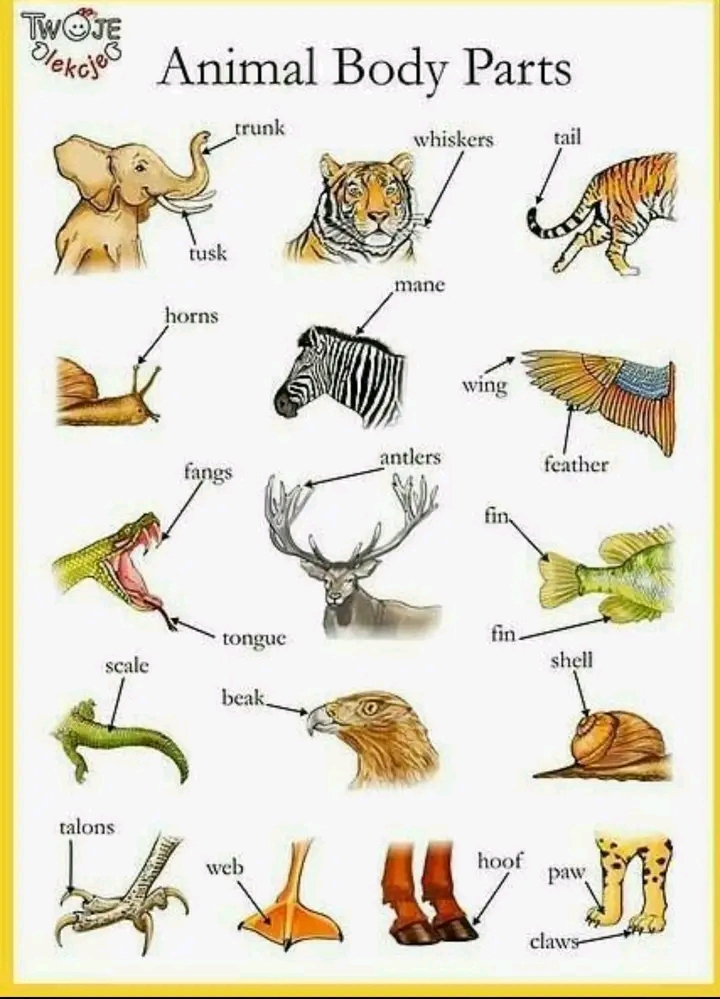 TWOJE
lekcje
Animal Body Parts
trunk
whiskers
tail
tusk
mane
horns
wing
feather
antlers
fangs
fin
tongue
fin
scale
shell
beak
talons
web
hoof
paw
claws